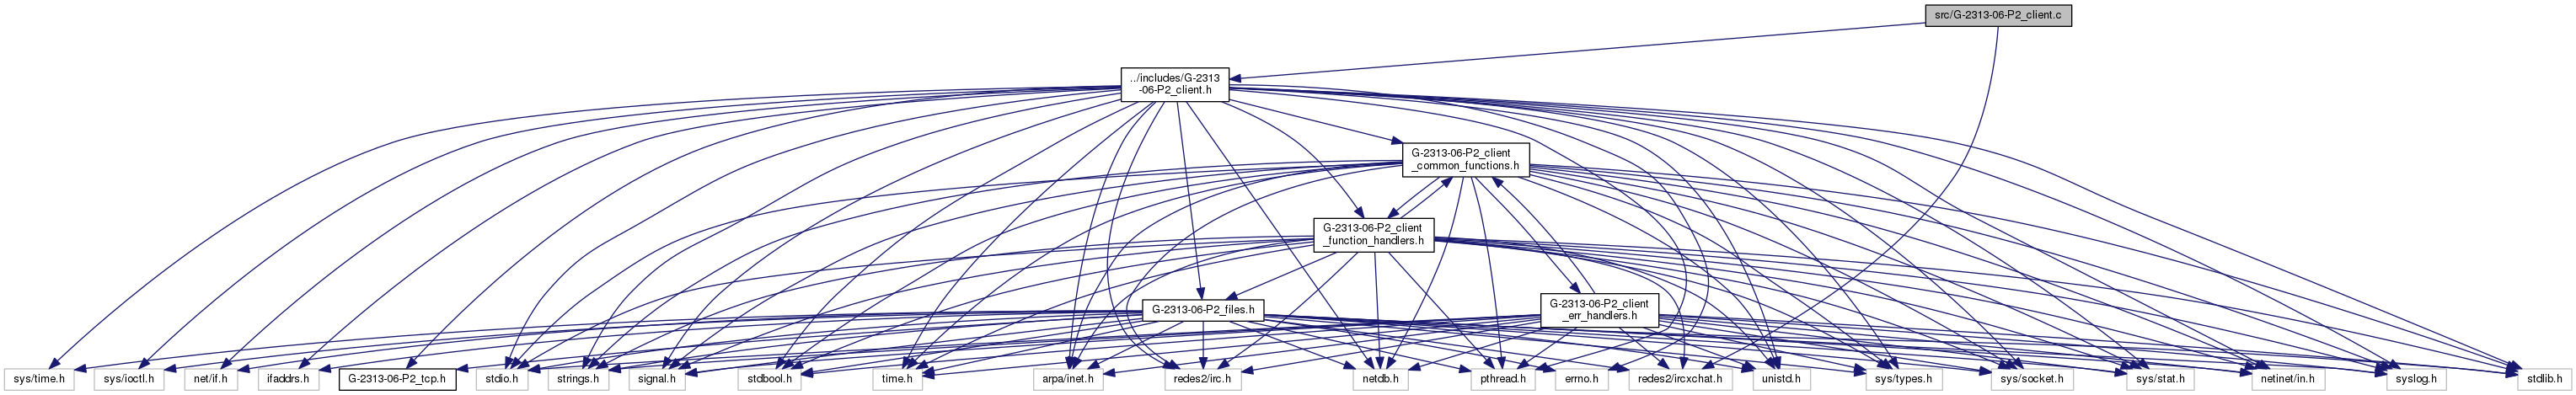 src/G-2313-06-P2_client.c
../includes/G-2313
-06-P2_client.h
G-2313-06-P2_client
_common_functions.h
G-2313-06-P2_client
_function_handlers.h
G-2313-06-P2_files.h
G-2313-06-P2_client
_err_handlers.h
sys/time.h
sys/ioctl.h
net/if.h
ifaddrs.h
G-2313-06-P2_tcp.h
stdio.h
strings.h
signal.h
stdbool.h
time.h
arpa/inet.h
redes2/irc.h
netdb.h
pthread.h
errno.h
redes2/ircxchat.h
unistd.h
sys/types.h
sys/socket.h
sys/stat.h
netinet/in.h
syslog.h
stdlib.h